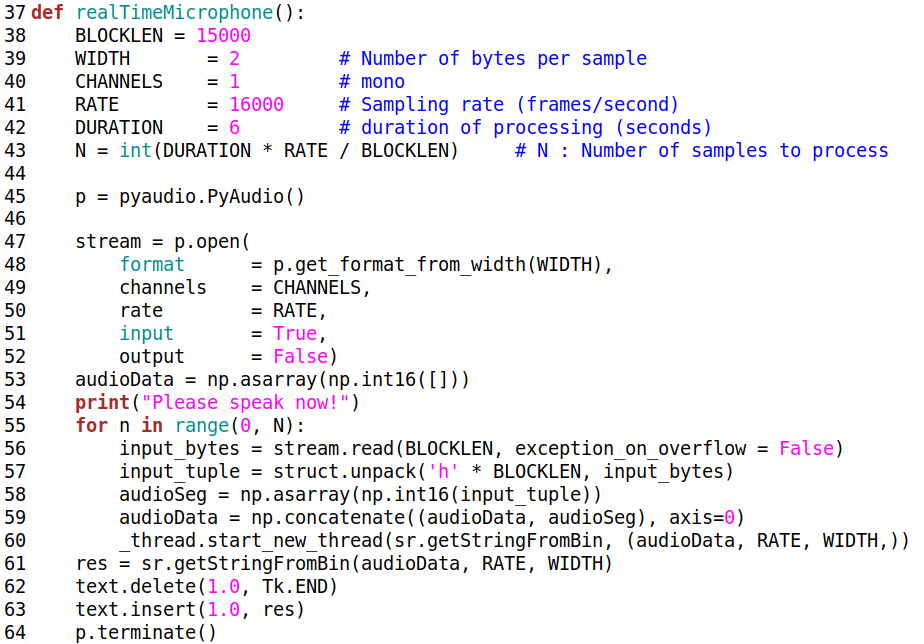 37 def realTimeMicrophone():
38     BLOCKLEN = 15000
39     WIDTH       = 2         # Number of bytes per sample
40     CHANNELS    = 1         # mono
41     RATE        = 16000     # Sampling rate (frames/second)
42     DURATION    = 6         # duration of processing (seconds)
43     N = int(DURATION * RATE / BLOCKLEN)     # N : Number of samples to process
44
45     p = pyaudio.PyAudio()
46
47     stream = p.open(
48         format      = p.get_format_from_width(WIDTH),
49         channels    = CHANNELS,
50         rate        = RATE,
51         input       = True,
52         output      = False)
53     audioData = np.asarray(np.int16([]))
54     print("Please speak now!")
55     for n in range(0, N):
56         input_bytes = stream.read(BLOCKLEN, exception_on_overflow = False)
57         input_tuple = struct.unpack('h' * BLOCKLEN, input_bytes)
58         audioSeg = np.asarray(np.int16(input_tuple))
59         audioData = np.concatenate((audioData, audioSeg), axis=0)
60         _thread.start_new_thread(sr.getStringFromBin, (audioData, RATE, WIDTH,))
61     res = sr.getStringFromBin(audioData, RATE, WIDTH)
62     text.delete(1.0, Tk.END)
63     text.insert(1.0, res)
64     p.terminate()